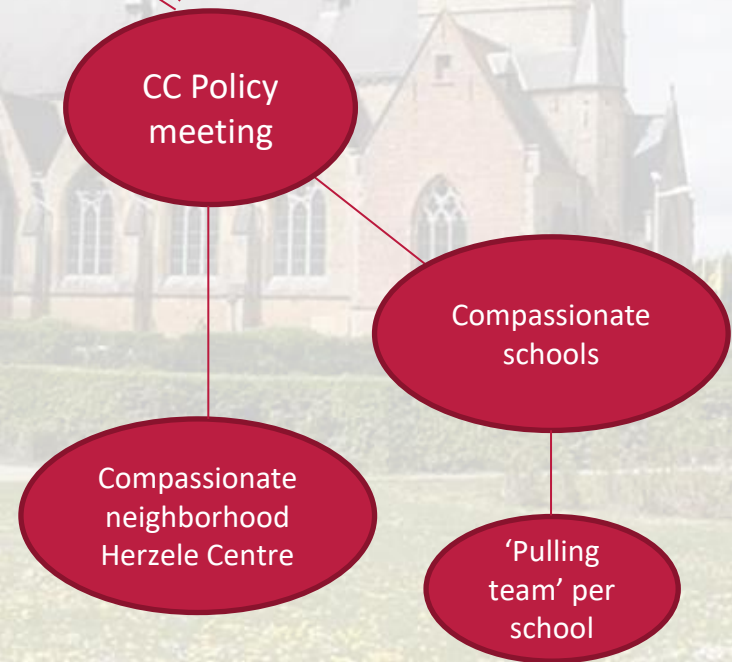 CC Policy
meeting
Compassionate
schools
Compassionate
neighborhood
Herzele Centre
‘Pulling
team’ per
school